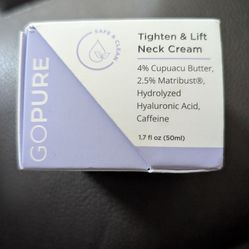 SAFE & CLEAN
GOPURE
Tighten & Lift
Neck Cream
4% Cupuacu Butter,
2.5% Matribust®,
Hydrolyzed
Hyaluronic Acid,
Caffeine
1.7 fl oz (50ml)